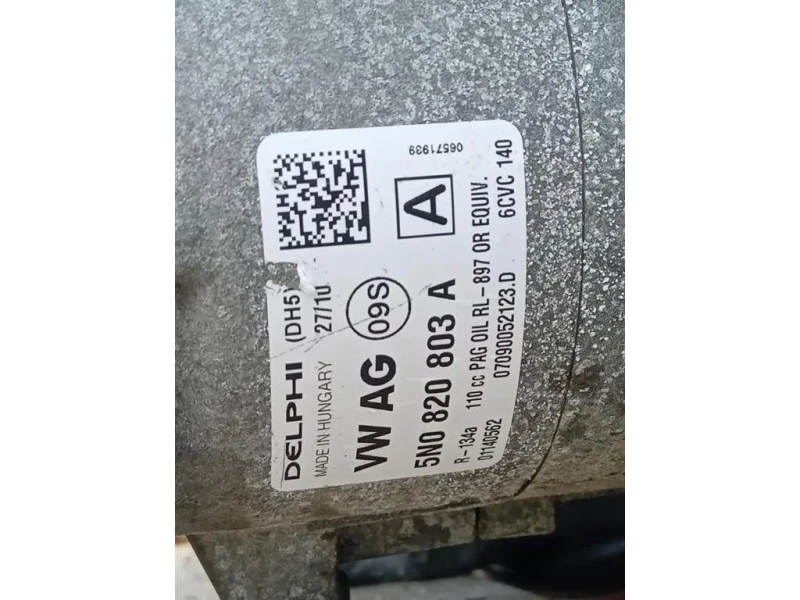 06571939
A
DELPHI (DH5)
MADE IN HUNGARY 27/10
VW AG 09S
5N0 820 803 A
R-134a 110 cc PAG OIL RL-897 OR EQUIV.
01140562 07090052123.D 6CVC 140